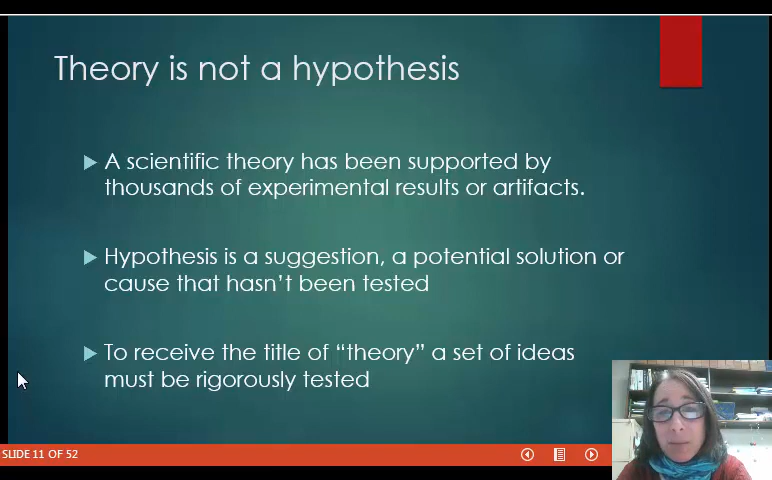 Theory is not a hypothesis
A scientific theory has been supported by
thousands of experimental results or artifacts.
Hypothesis is a suggestion, a potential solution or
cause that hasn't been tested
To receive the title of “theory” a set of ideas
must be rigorously tested
SLIDE 11 OF 52